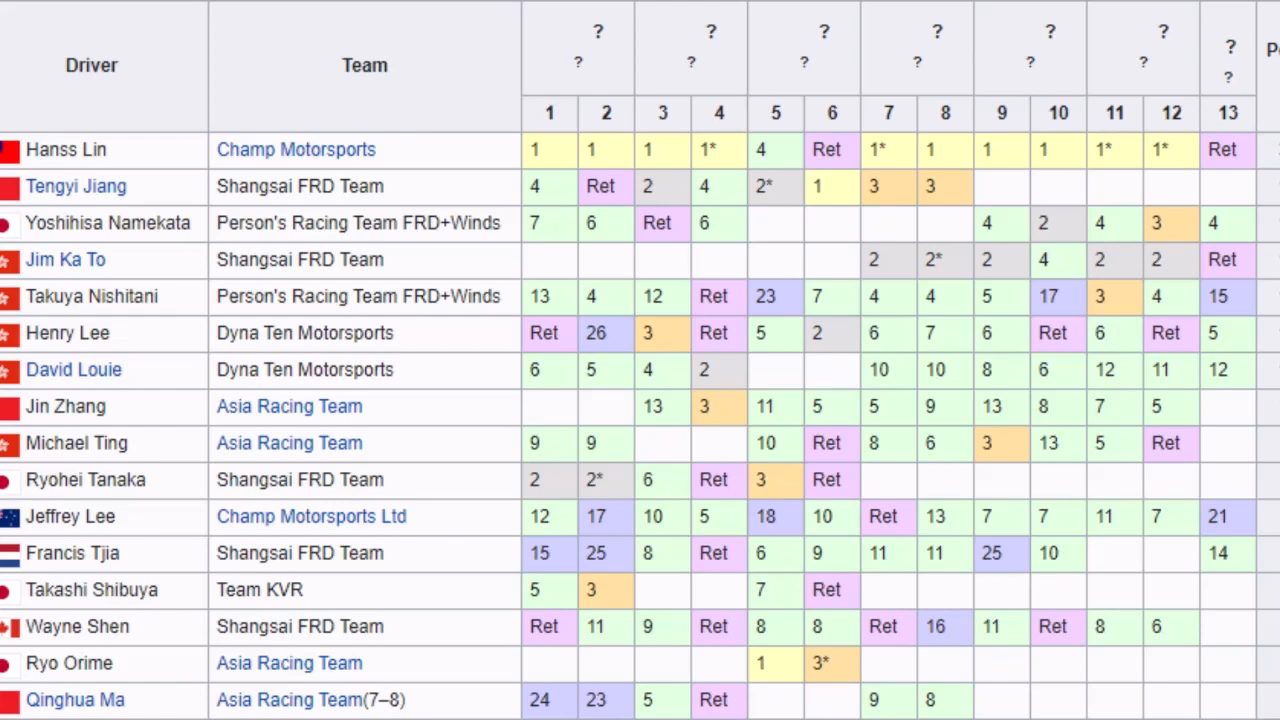 Driver Team ? ? ? ? ? ? ?
? ? ? ? ? ? ?
1 2 3 4 5 6 7 8 9 10 11 12 13
Hanss Lin Champ Motorsports 1 1 1 1* 4 Ret 1* 1 1 1 1* 1* Ret
Tengyi Jiang Shangsai FRD Team 4 Ret 2 4 2* 1 3 3
Yoshihisa Namekata Person's Racing Team FRD+Winds 7 6 Ret 6 4 2 4 3 4
Jim Ka To Shangsai FRD Team 2 2* 2 4 2 2 Ret
Takuya Nishitani Person's Racing Team FRD+Winds 13 4 12 Ret 23 7 4 4 5 17 3 4 15
Henry Lee Dyna Ten Motorsports Ret 26 3 Ret 5 2 6 7 6 Ret 6 Ret 5
David Louie Dyna Ten Motorsports 6 5 4 2 10 10 8 6 12 11 12
Jin Zhang Asia Racing Team 13 3 11 5 5 9 13 8 7 5
Michael Ting Asia Racing Team 9 9 10 Ret 8 6 3 13 5 Ret
Ryohei Tanaka Shangsai FRD Team 2 2* 6 Ret 3 Ret
Jeffrey Lee Champ Motorsports Ltd 12 17 10 5 18 10 Ret 13 7 7 11 7 21
Francis Tjia Shangsai FRD Team 15 25 8 Ret 6 9 11 11 25 10 14
Takashi Shibuya Team KVR 5 3 7 Ret
Wayne Shen Shangsai FRD Team Ret 11 9 Ret 8 8 Ret 16 11 Ret 8 6
Ryo Orime Asia Racing Team 1 3*
Qinghua Ma Asia Racing Team(7–8) 24 23 5 Ret 9 8